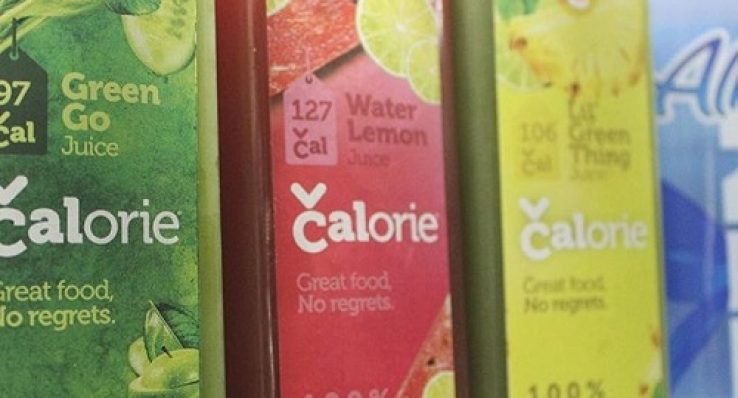 97
Čal
Green
Go
Juice
Čalorie
Great food,
No regrets.
127
Čal
Water
Lemon
Juice
Čalorie
Great food,
No regrets.
100%
106
Čal
Lil'
Green
Thing
Juice
Čalorie
Great food,
No regrets.
100%